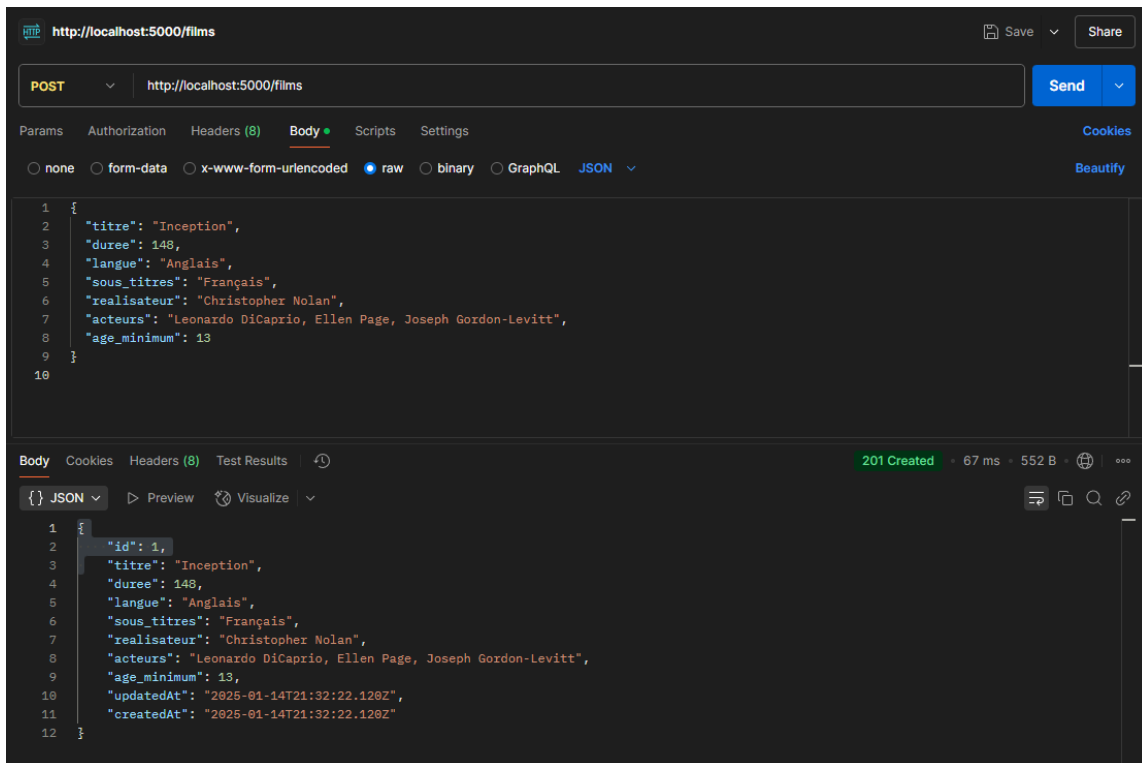 HTTP http://localhost:5000/films Save Share
POST http://localhost:5000/films Send
Params Authorization Headers (8) Body Scripts Settings Cookies
none form-data x-www-form-urlencoded raw binary GraphQL JSON Beautify
1 {
2 "titre": "Inception",
3 "duree": 148,
4 "langue": "Anglais",
5 "sous_titres": "Français",
6 "realisateur": "Christopher Nolan",
7 "acteurs": "Leonardo DiCaprio, Ellen Page, Joseph Gordon-Levitt",
8 "age_minimum": 13
9 }
10
Body Cookies Headers (8) Test Results 201 Created 67 ms 552 B
{} JSON Preview Visualize
1 {
2 "id": 1,
3 "titre": "Inception",
4 "duree": 148,
5 "langue": "Anglais",
6 "sous_titres": "Français",
7 "realisateur": "Christopher Nolan",
8 "acteurs": "Leonardo DiCaprio, Ellen Page, Joseph Gordon-Levitt",
9 "age_minimum": 13,
10 "updatedAt": "2025-01-14T21:32:22.120Z",
11 "createdAt": "2025-01-14T21:32:22.120Z"
12 }